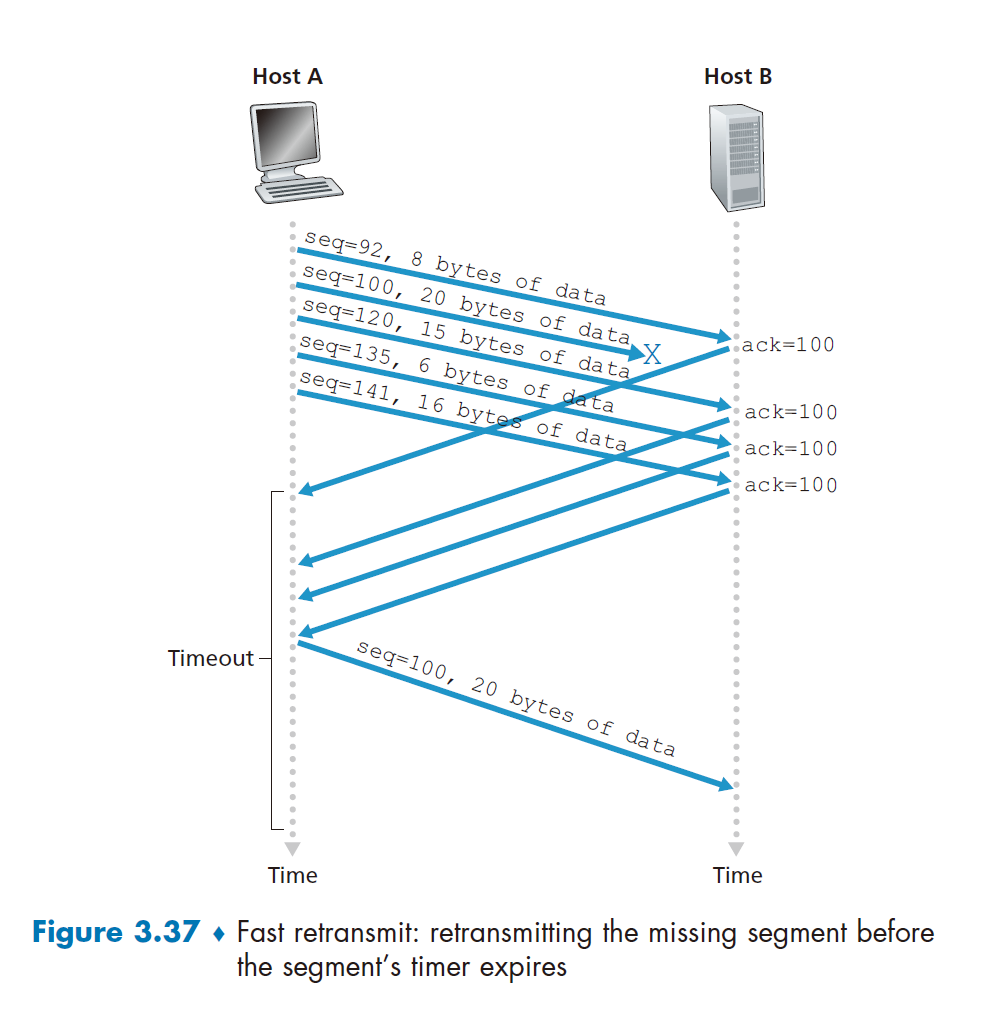 Host A
Host B
seq=92, 8 bytes of data
seq=100, 20 bytes of data
X
seq=120, 15 bytes of data
seq=135, 6 bytes of data
seq=141, 16 bytes of data
ack=100
ack=100
ack=100
ack=100
Timeout
seq=100, 20 bytes of data
Time
Time
Figure 3.37 ♦ Fast retransmit: retransmitting the missing segment before
the segment’s timer expires